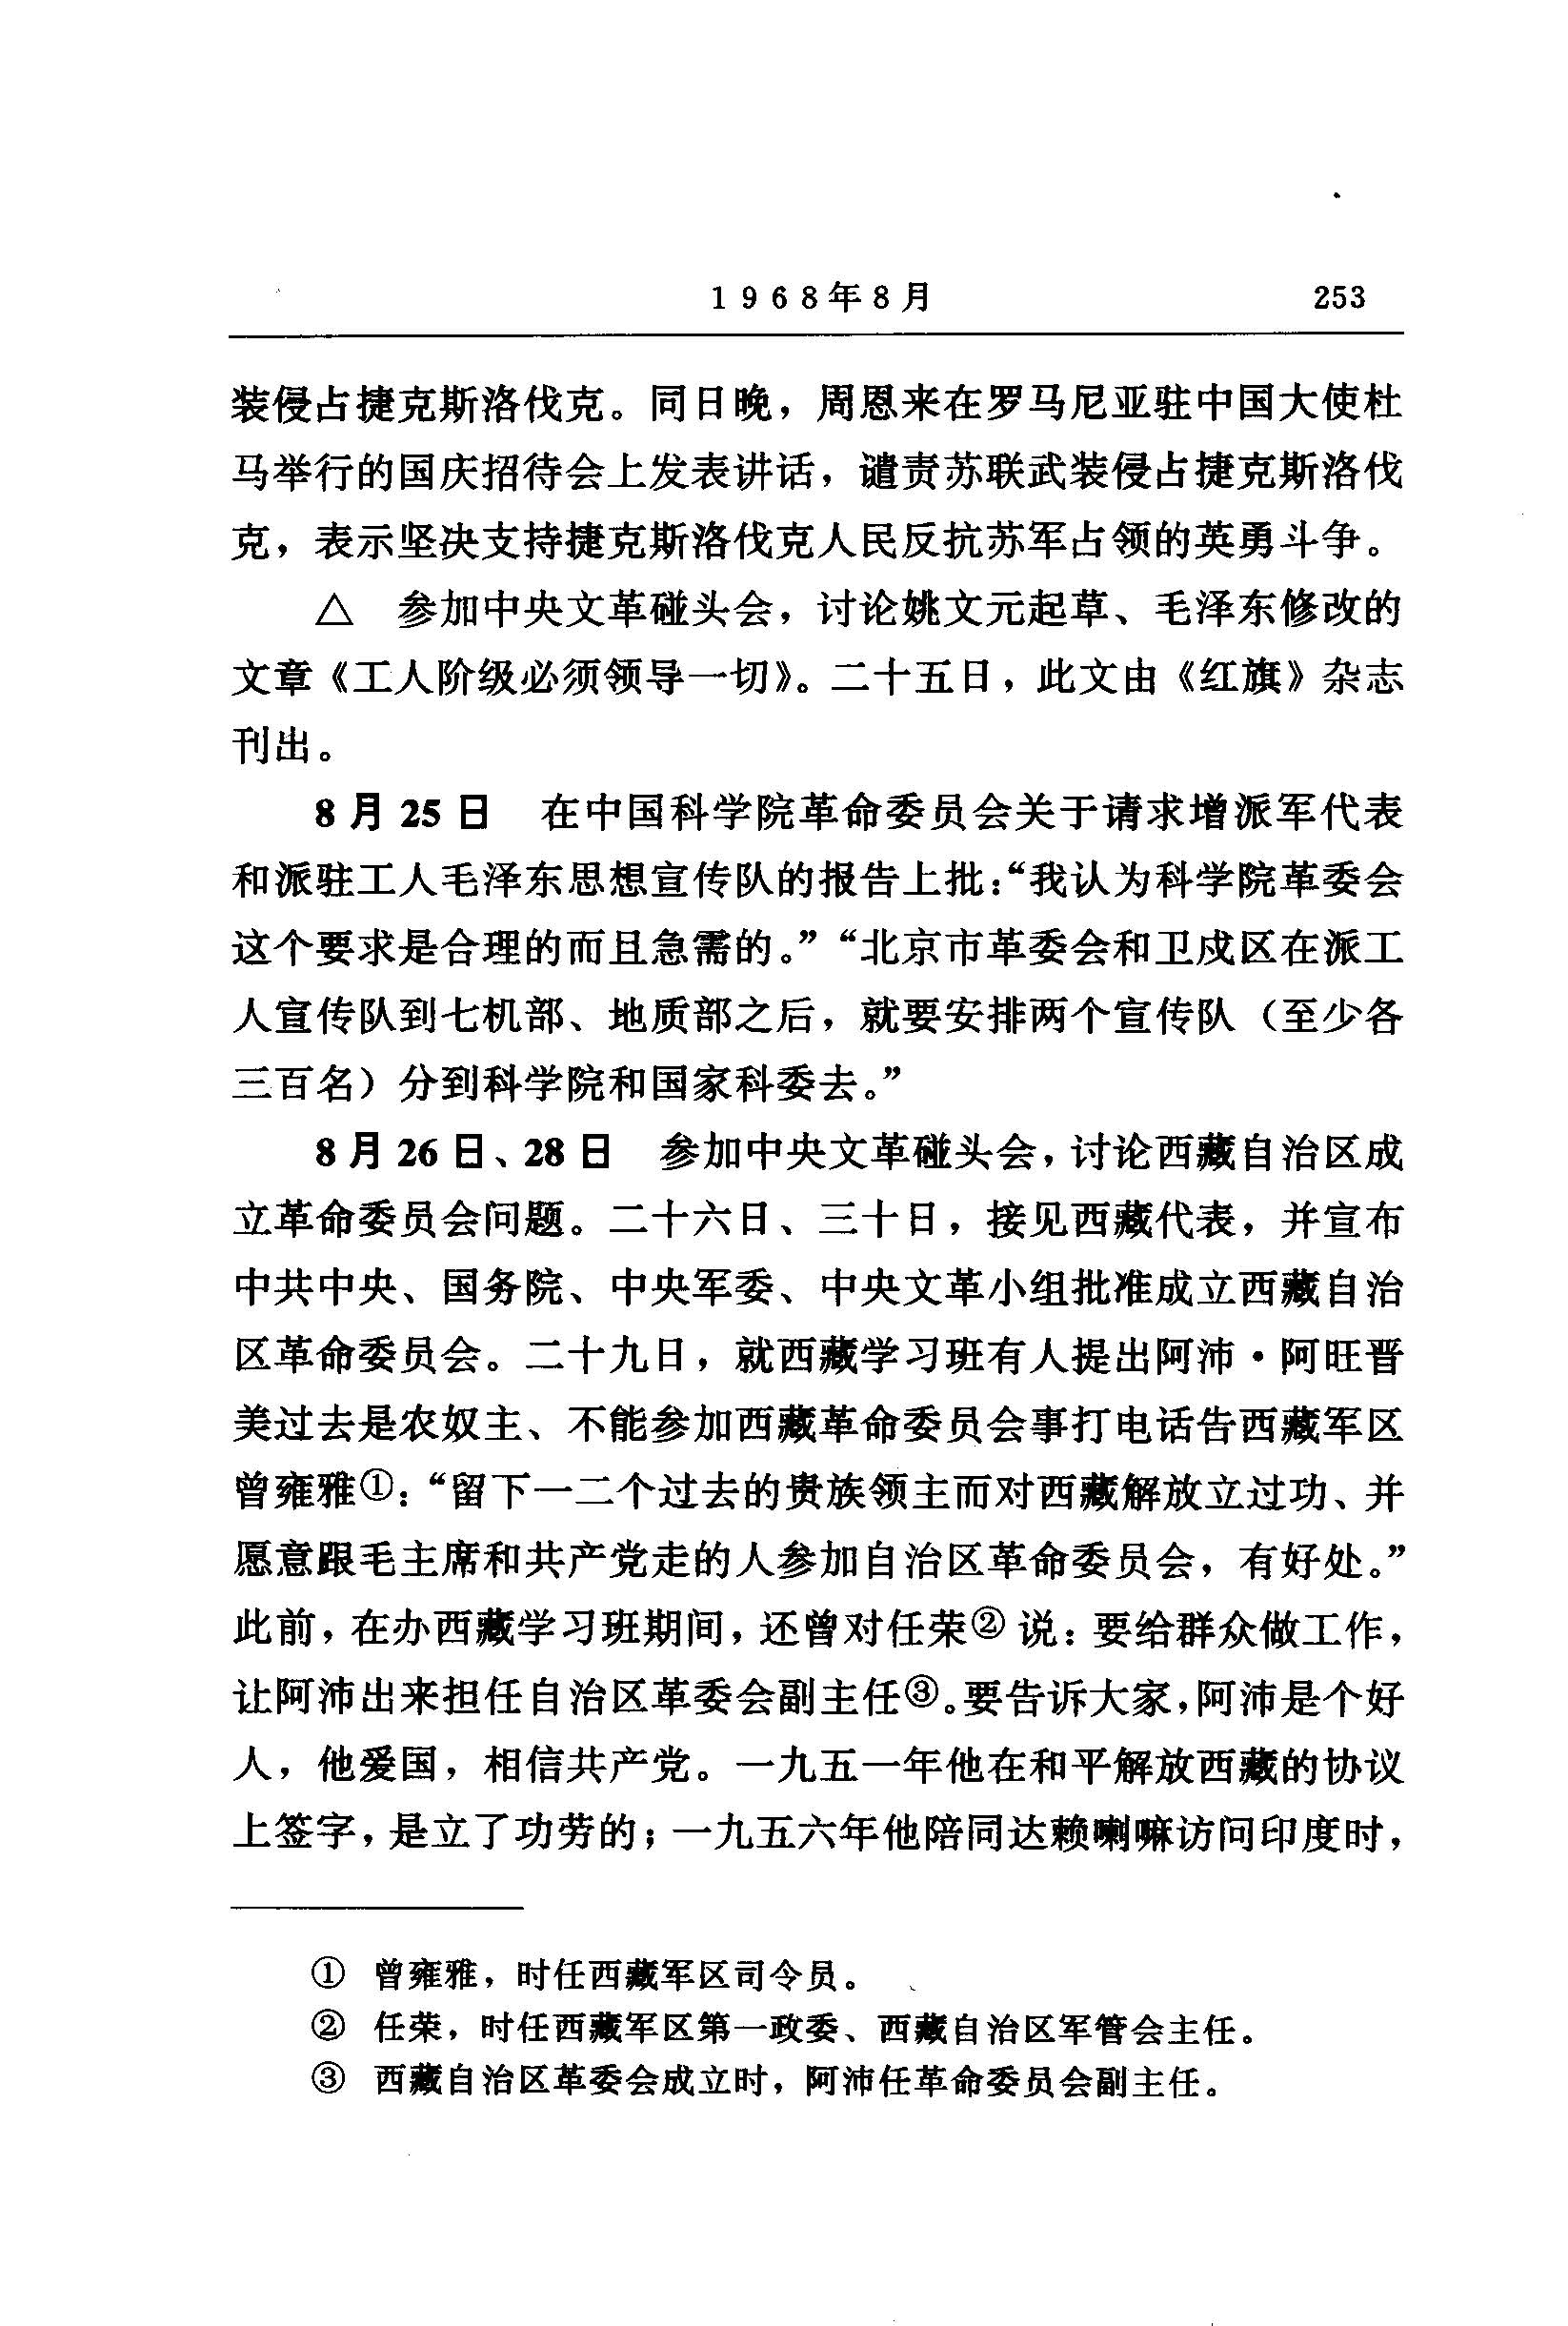 1968年8月 253
装侵占捷克斯洛伐克。同日晚，周恩来在罗马尼亚驻中国大使杜
马举行的国庆招待会上发表讲话，谴责苏联武装侵占捷克斯洛伐
克，表示坚决支持捷克斯洛伐克人民反抗苏军占领的英勇斗争。
△　参加中央文革碰头会，讨论姚文元起草、毛泽东修改的
文章《工人阶级必须领导一切》。二十五日，此文由《红旗》杂志
刊出。
8月25日　在中国科学院革命委员会关于请求增派军代表
和派驻工人毛泽东思想宣传队的报告上批：“我认为科学院革委会
这个要求是合理的而且急需的。”“北京市革委会和卫戍区在派工
人宣传队到七机部、地质部之后，就要安排两个宣传队（至少各
三百名）分到科学院和国家科委去。”
8月26日、28日　参加中央文革碰头会，讨论西藏自治区成
立革命委员会问题。二十六日、三十日，接见西藏代表，并宣布
中共中央、国务院、中央军委、中央文革小组批准成立西藏自治
区革命委员会。二十九日，就西藏学习班有人提出阿沛·阿旺晋
美过去是农奴主、不能参加西藏革命委员会事打电话告西藏军区
曾雍雅①：“留下一二个过去的贵族领主而对西藏解放立过功、并
愿意跟毛主席和共产党走的人参加自治区革命委员会，有好处。”
此前，在办西藏学习班期间，还曾对任荣②说：要给群众做工作，
让阿沛出来担任自治区革委会副主任③。要告诉大家，阿沛是个好
人，他爱国，相信共产党。一九五一年他在和平解放西藏的协议
上签字，是立了功劳的；一九五六年他陪同达赖喇嘛访问印度时，
①　曾雍雅，时任西藏军区司令员。
②　任荣，时任西藏军区第一政委、西藏自治区军管会主任。
③　西藏自治区革委会成立时，阿沛任革命委员会副主任。